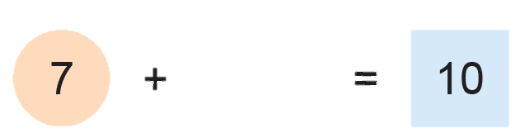 7 + = 10